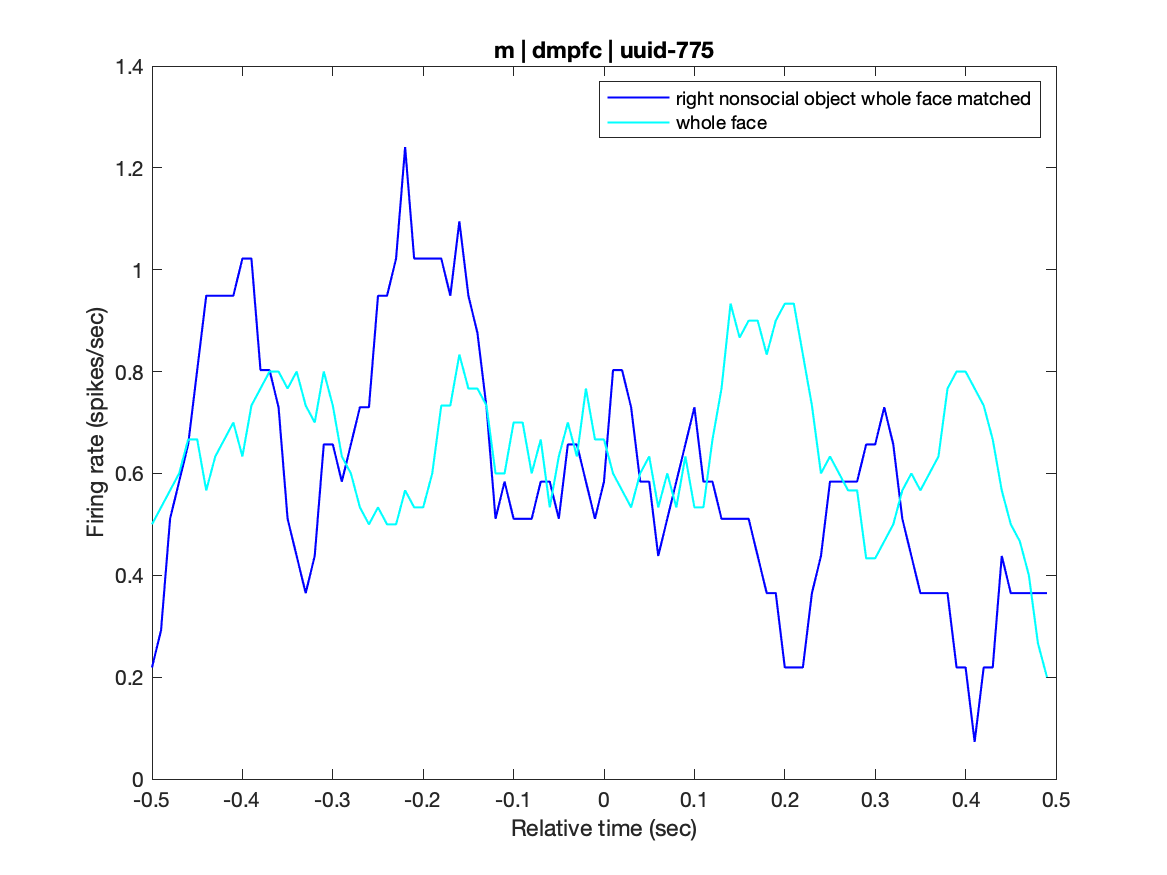 m | dmpfc | uuid-775
right nonsocial object whole face matched
whole face
1.4
1.2
1
0.8
0.6
0.4
0.2
0
Firing rate (spikes/sec)
-0.5 -0.4 -0.3 -0.2 -0.1 0 0.1 0.2 0.3 0.4 0.5
Relative time (sec)